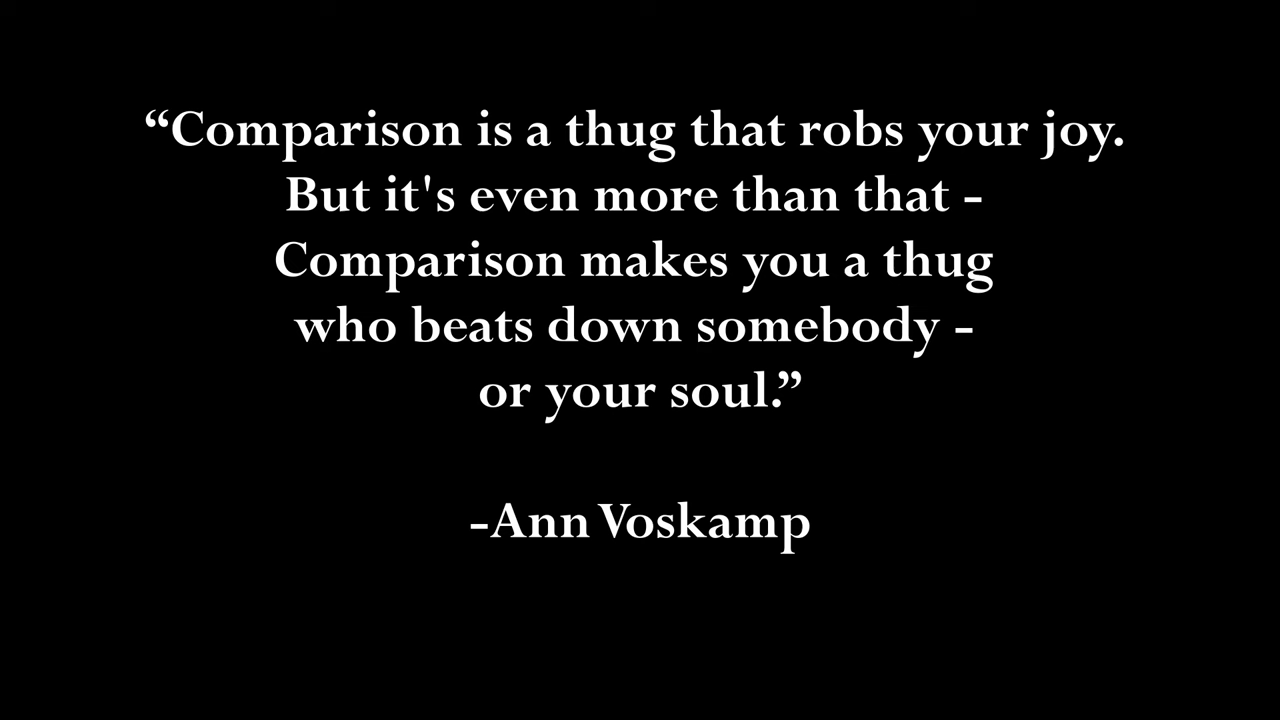 “Comparison is a thug that robs your joy.
But it's even more than that -
Comparison makes you a thug
who beats down somebody -
or your soul.”
-Ann Voskamp